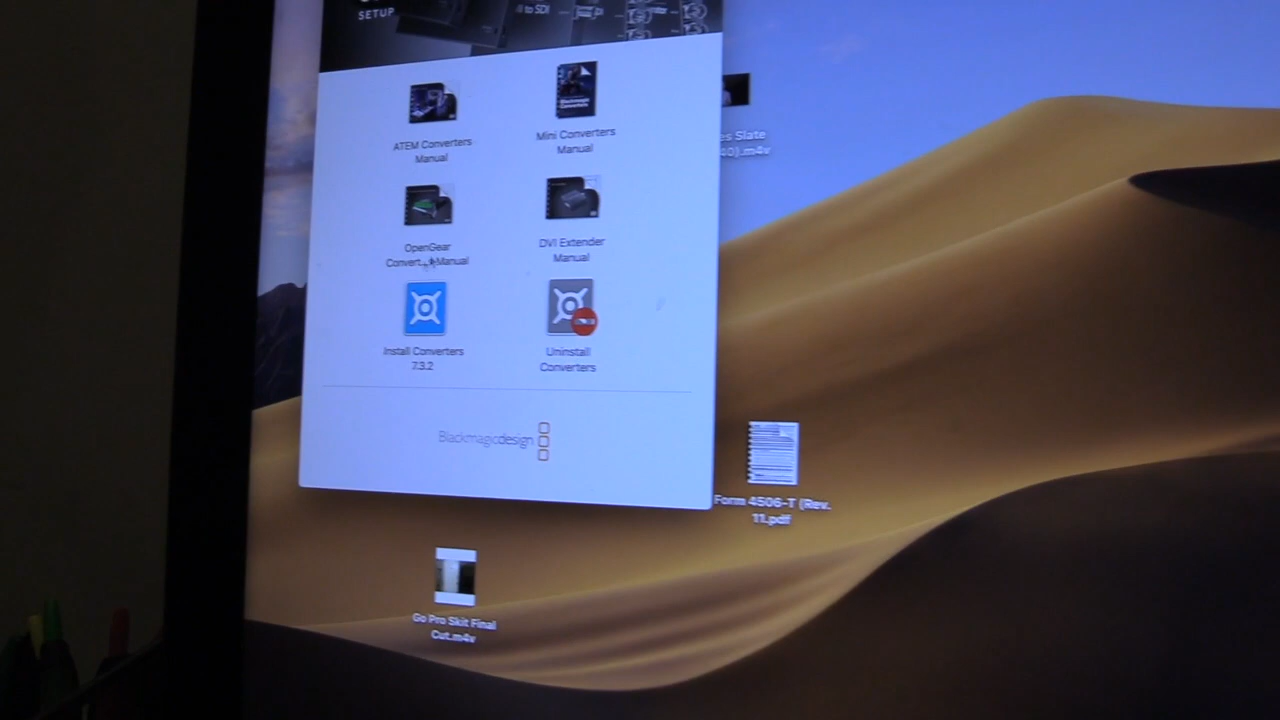 SETUP
to SDI
ATEM Converters
Manual
Mini Converters
Manual
Slate
.m4v
OpenGear
Convert...Manual
DVI Extender
Manual
Install Converters
7.3.2
Uninstall
Converters
Blackmagicdesign
Form 4506-T (Rev.
11.pdf
Go Pro Skit Final
Cut.m4v